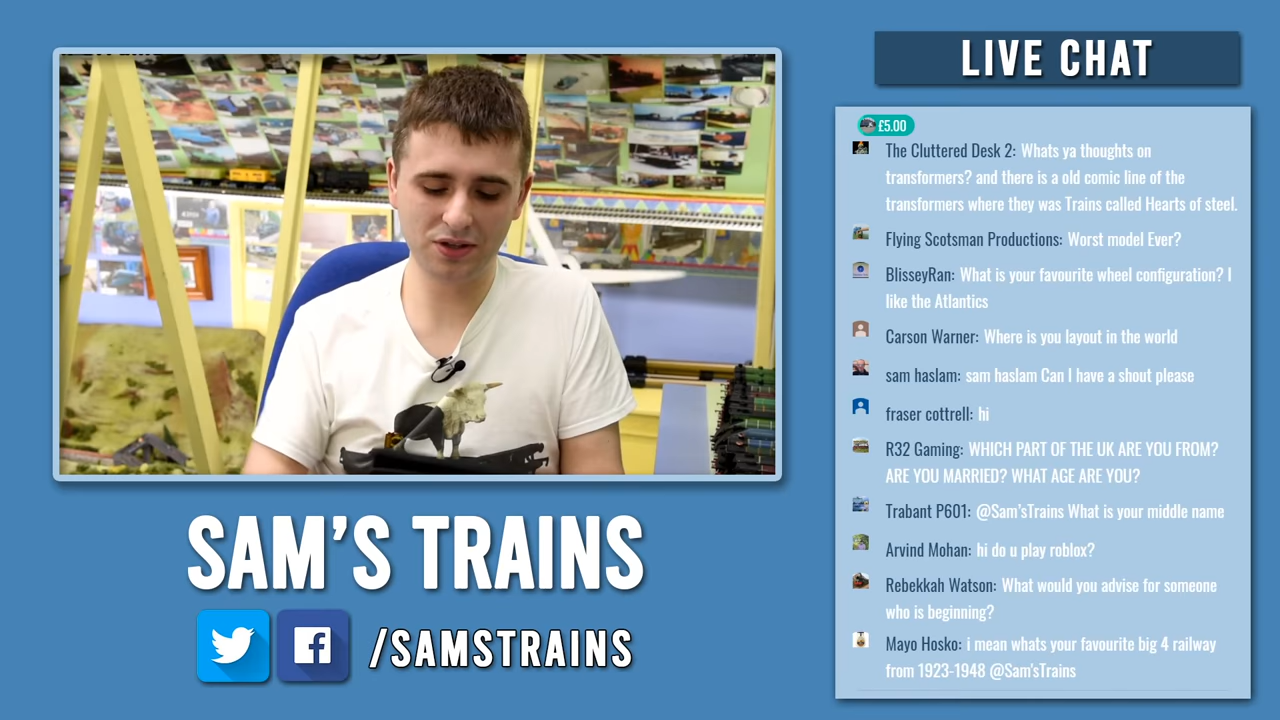 LIVE CHAT
£5.00
The Cluttered Desk 2: Whats ya thoughts on
transformers? and there is a old comic line of the
transformers where they was Trains called Hearts of steel.
Flying Scotsman Productions: Worst model Ever?
BlisseyRan: What is your favourite wheel configuration? I
like the Atlantics
Carson Warner: Where is you layout in the world
sam haslam: sam haslam Can I have a shout please
fraser cottrell: hi
R32 Gaming: WHICH PART OF THE UK ARE YOU FROM?
ARE YOU MARRIED? WHAT AGE ARE YOU?
Trabant P601: @Sam'sTrains What is your middle name
Arvind Mohan: hi do u play roblox?
Rebekkah Watson: What would you advise for someone
who is beginning?
Mayo Hosko: i mean whats your favourite big 4 railway
from 1923-1948 @Sam'sTrains
SAM'S TRAINS
/SAMSTRAINS